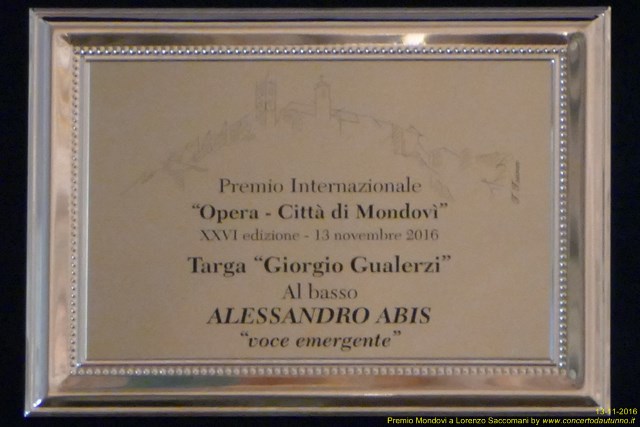 Premio Internazionale
“Opera - Città di Mondovì”
XXVI edizione - 13 novembre 2016
Targa “Giorgio Gualerzi”
Al basso
ALESSANDRO ABIS
“voce emergente”
13-11-2016
Premio Mondovi a Lorenzo Saccomani by www.concertodautunno.it